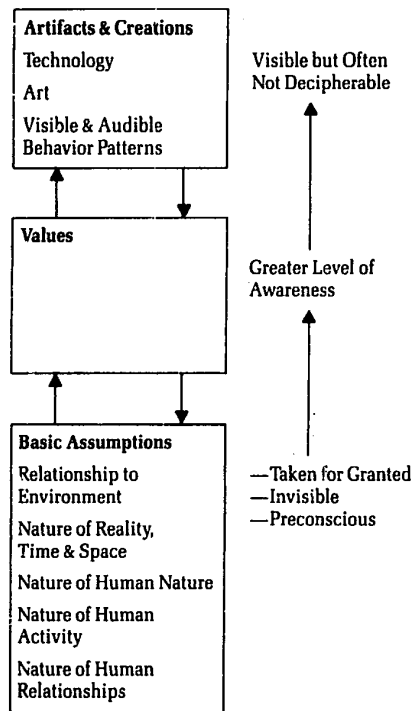 Artifacts & Creations
Technology
Art
Visible & Audible
Behavior Patterns
Visible but Often
Not Decipherable
Values
Greater Level of
Awareness
Basic Assumptions
Relationship to
Environment
Nature of Reality,
Time & Space
Nature of Human Nature
Nature of Human
Activity
Nature of Human
Relationships
—Taken for Granted
—Invisible
—Preconscious